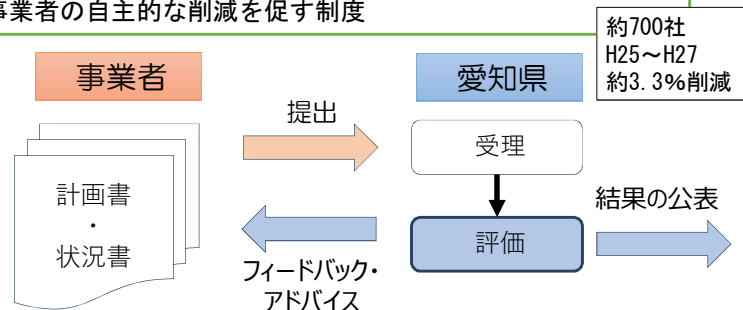 事業者の自主的な削減を促す制度
約700社
H25～H27
約3.3%削減
事業者
愛知県
提出
受理
計画書
・
状況書
結果の公表
評価
フィードバック・
アドバイス